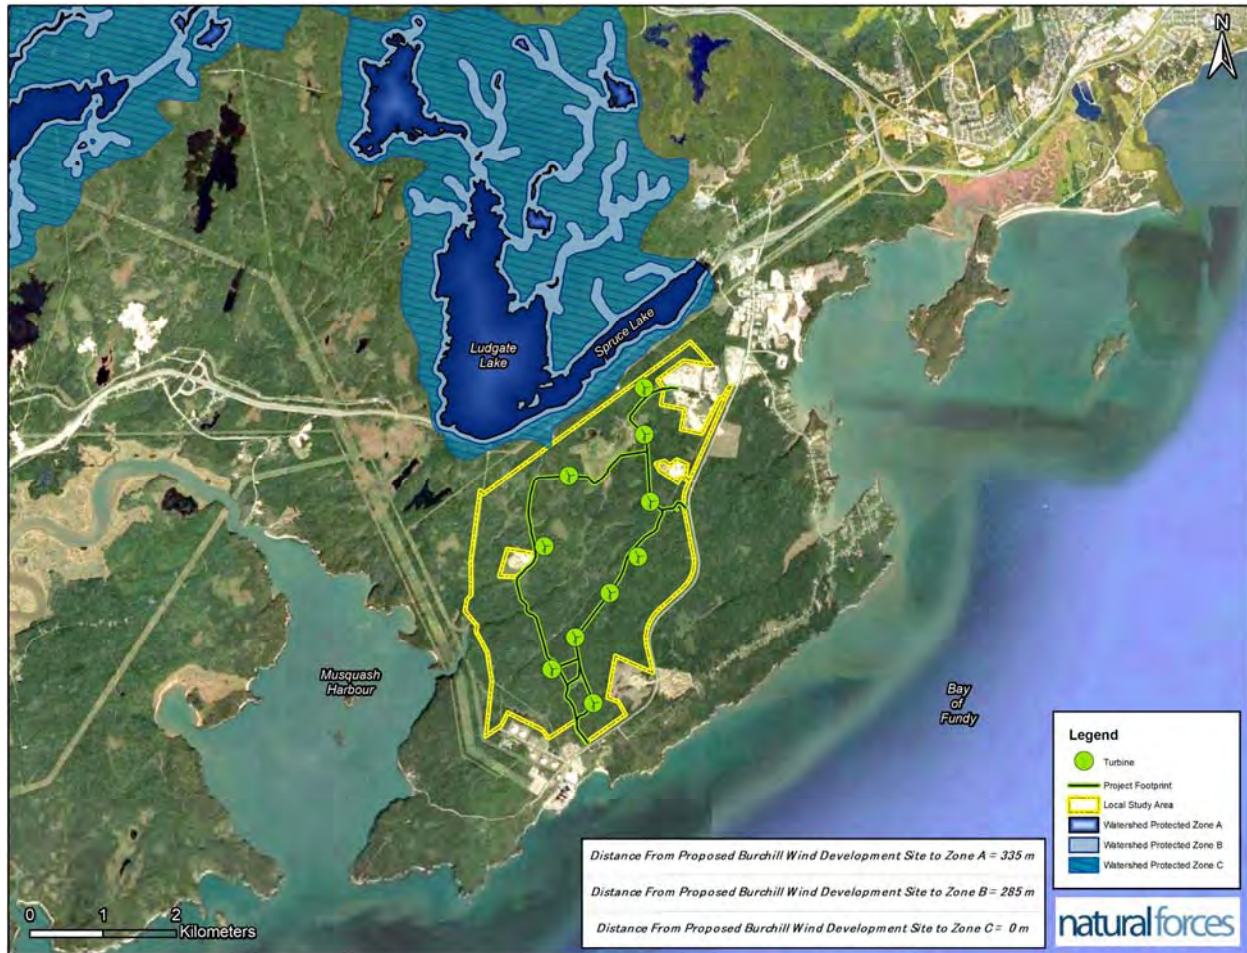 N
Ludgate
Lake
Spruce Lake
Musquash
Harbour
Bay
of
Fundy
Legend
Turbine
Project Footprint
Local Study Area
Watershed Protected Zone A
Watershed Protected Zone B
Watershed Protected Zone C
Distance From Proposed Burchill Wind Development Site to Zone A = 335 m
Distance From Proposed Burchill Wind Development Site to Zone B = 285 m
Distance From Proposed Burchill Wind Development Site to Zone C = 0 m
0 1 2
Kilometers
naturalforces